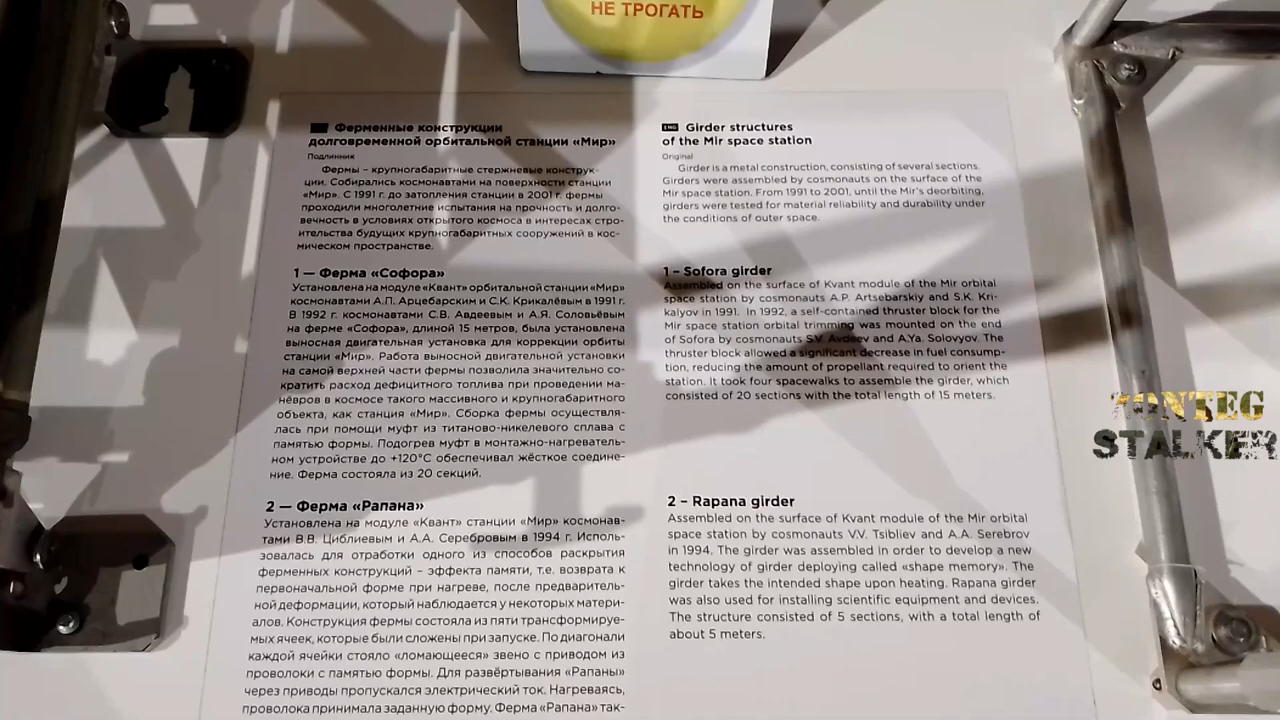 НЕ ТРОГАТЬ
Ферменные конструкции
долговременной орбитальной станции «Мир»
Подлинник
Фермы – крупногабаритные стержневые конструк-
ции. Собирались космонавтами на поверхности станции
«Мир». С 1991 г. до затопления станции в 2001 г. фермы
проходили многолетние испытания на прочность и долго-
вечность в условиях открытого космоса в интересах стро-
ительства будущих крупногабаритных сооружений в кос-
мическом пространстве.
1 — Ферма «Софора»
Установлена на модуле «Квант» орбитальной станции «Мир»
космонавтами А.П. Арцебарским и С.К. Крикалёвым в 1991 г.
В 1992 г. космонавтами С.В. Авдеевым и А.Я. Соловьёвым
на ферме «Софора», длиной 15 метров, была установлена
выносная двигательная установка для коррекции орбиты
станции «Мир». Работа выносной двигательной установки
на самой верхней части фермы позволила значительно со-
кратить расход дефицитного топлива при проведении ма-
нёвров в космосе такого массивного и крупногабаритного
объекта, как станция «Мир». Сборка фермы осуществля-
лась при помощи муфт из титаново-никелевого сплава с
памятью формы. Подогрев муфт в монтажно-нагреватель-
ном устройстве до +120°С обеспечивал жёсткое соедине-
ние. Ферма состояла из 20 секций.
2 — Ферма «Рапана»
Установлена на модуле «Квант» станции «Мир» космонав-
тами В.В. Циблиевым и А.А. Серебровым в 1994 г. Исполь-
зовалась для отработки одного из способов раскрытия
ферменных конструкций – эффекта памяти, т.е. возврата к
первоначальной форме при нагреве, после предваритель-
ной деформации, который наблюдается у некоторых матери-
алов. Конструкция фермы состояла из пяти трансформируе-
мых ячеек, которые были сложены при запуске. По диагонали
каждой ячейки стояло «ломающееся» звено с приводом из
проволоки с памятью формы. Для развёртывания «Рапаны»
через приводы пропускался электрический ток. Нагреваясь,
проволока принимала заданную форму. Ферма «Рапана» так-
ENG Girder structures
of the Mir space station
Original
Girder is a metal construction, consisting of several sections.
Girders were assembled by cosmonauts on the surface of the
Mir space station. From 1991 to 2001, until the Mir's deorbiting,
girders were tested for material reliability and durability under
the conditions of outer space.
1 – Sofora girder
Assembled on the surface of Kvant module of the Mir orbital
space station by cosmonauts A.P. Artsebarskiy and S.K. Kri-
kalyov in 1991. In 1992, a self-contained thruster block for the
Mir space station orbital trimming was mounted on the end
of Sofora by cosmonauts S.V. Avdeev and A.Ya. Solovyov. The
thruster block allowed a significant decrease in fuel consump-
tion, reducing the amount of propellant required to orient the
station. It took four spacewalks to assemble the girder, which
consisted of 20 sections with the total length of 15 meters.
2 – Rapana girder
Assembled on the surface of Kvant module of the Mir orbital
space station by cosmonauts V.V. Tsibliev and A.A. Serebrov
in 1994. The girder was assembled in order to develop a new
technology of girder deploying called «shape memory». The
girder takes the intended shape upon heating. Rapana girder
was also used for installing scientific equipment and devices.
The structure consisted of 5 sections, with a total length of
about 5 meters.
ZONTEG
STALKER